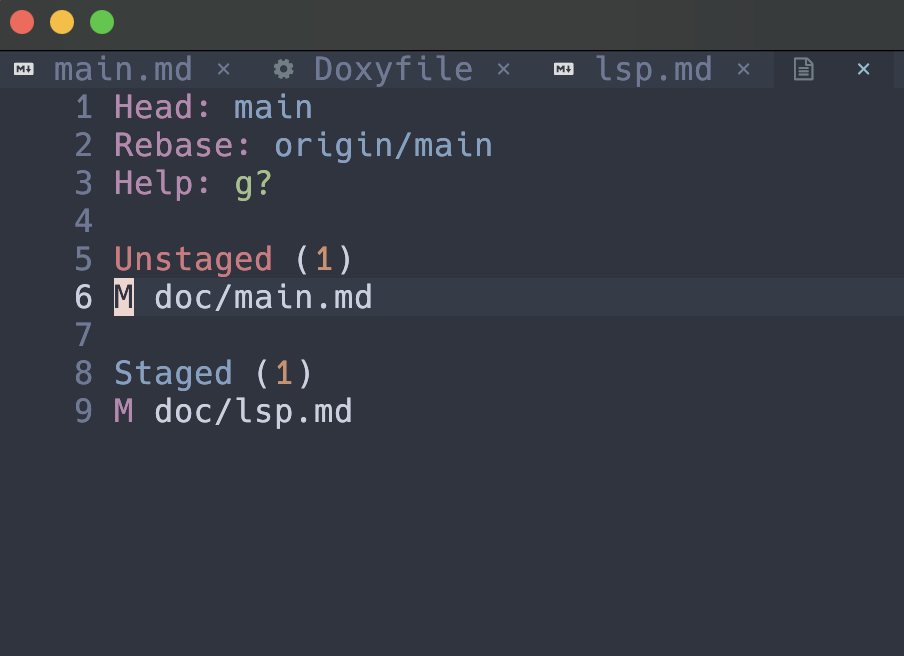 M↓ main.md × Doxyfile × M↓ lsp.md × ×
1 Head: main
2 Rebase: origin/main
3 Help: g?
4
5 Unstaged (1)
6 M doc/main.md
7
8 Staged (1)
9 M doc/lsp.md